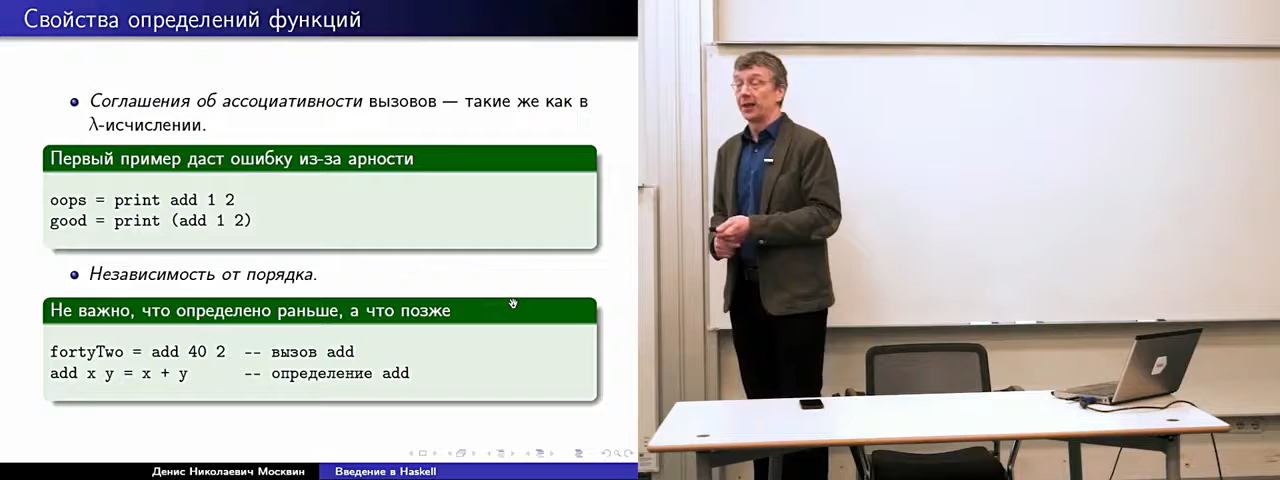 Свойства определений функций
Соглашения об ассоциативности вызовов — такие же как в
λ-исчислении.
Первый пример даст ошибку из-за арности
oops = print add 1 2
good = print (add 1 2)
Независимость от порядка.
Не важно, что определено раньше, а что позже
fortyTwo = add 40 2 -- вызов add
add x y = x + y -- определение add
Денис Николаевич Москвин
Введение в Haskell